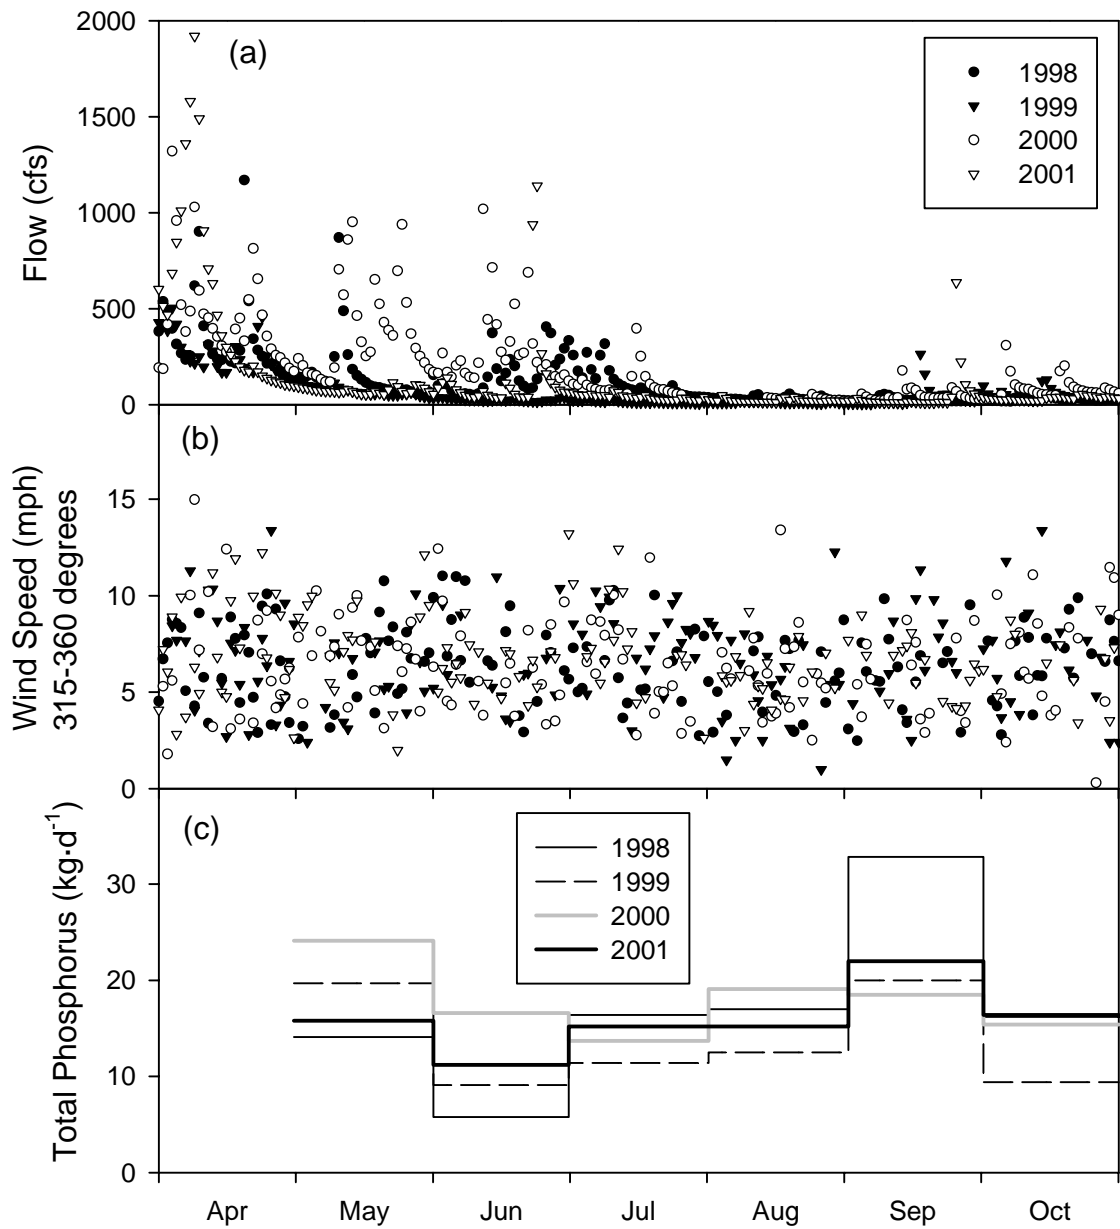 2000
1500
1000
500
0
Flow (cfs)
(a)
1998
1999
2000
2001
15
10
5
0
Wind Speed (mph)
315-360 degrees
(b)
30
20
10
0
Total Phosphorus (kg·d⁻¹)
(c)
1998
1999
2000
2001
Apr May Jun Jul Aug Sep Oct